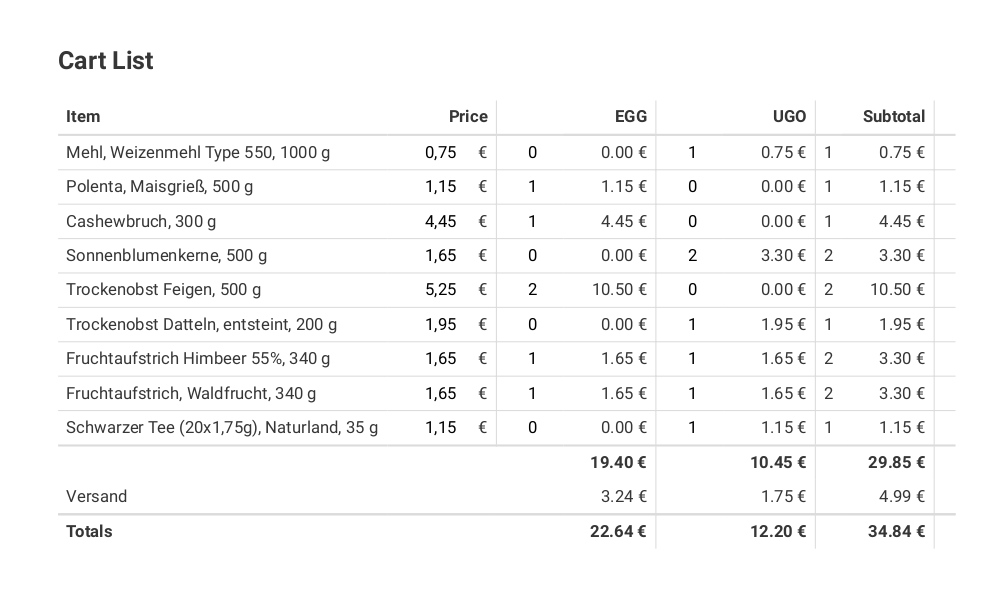 Cart List
Item Price EGG UGO Subtotal
Mehl, Weizenmehl Type 550, 1000 g 0,75 € 0 0.00 € 1 0.75 € 1 0.75 €
Polenta, Maisgrieß, 500 g 1,15 € 1 1.15 € 0 0.00 € 1 1.15 €
Cashewbruch, 300 g 4,45 € 1 4.45 € 0 0.00 € 1 4.45 €
Sonnenblumenkerne, 500 g 1,65 € 0 0.00 € 2 3.30 € 2 3.30 €
Trockenobst Feigen, 500 g 5,25 € 2 10.50 € 0 0.00 € 2 10.50 €
Trockenobst Datteln, entsteint, 200 g 1,95 € 0 0.00 € 1 1.95 € 1 1.95 €
Fruchtaufstrich Himbeer 55%, 340 g 1,65 € 1 1.65 € 1 1.65 € 2 3.30 €
Fruchtaufstrich, Waldfrucht, 340 g 1,65 € 1 1.65 € 1 1.65 € 2 3.30 €
Schwarzer Tee (20x1,75g), Naturland, 35 g 1,15 € 0 0.00 € 1 1.15 € 1 1.15 €
19.40 € 10.45 € 29.85 €
Versand 3.24 € 1.75 € 4.99 €
Totals 22.64 € 12.20 € 34.84 €